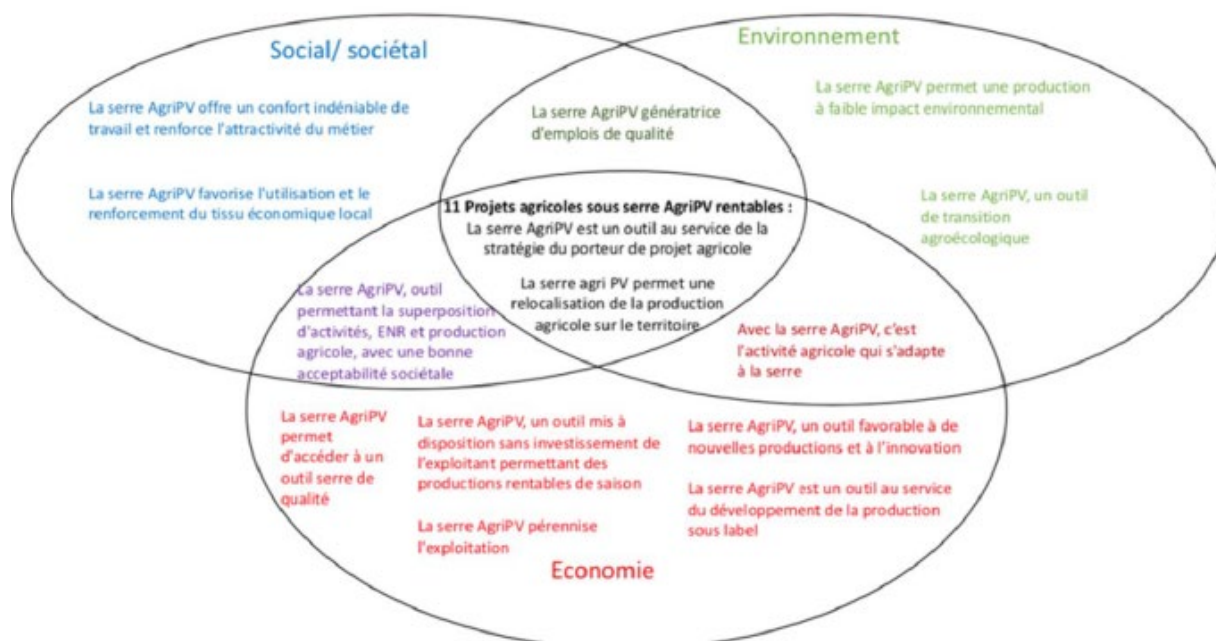 Social/ sociétal
Environnement
La serre AgriPV offre un confort indéniable de
travail et renforce l'attractivité du métier
La serre AgriPV favorise l'utilisation et le
renforcement du tissu économique local
La serre AgriPV génératrice
d'emplois de qualité
La serre AgriPV permet une production
à faible impact environnemental
La serre AgriPV, un outil
de transition
agroécologique
11 Projets agricoles sous serre AgriPV rentables :
La serre AgriPV est un outil au service de la
stratégie du porteur de projet agricole
La serre agri PV permet une
relocalisation de la production
agricole sur le territoire
La serre AgriPV, outil
permettant la superposition
d'activités, ENR et production
agricole, avec une bonne
acceptabilité sociétale
Avec la serre AgriPV, c'est
l'activité agricole qui s'adapte
à la serre
La serre AgriPV
permet
d'accéder à un
outil serre de
qualité
La serre AgriPV, un outil mis à
disposition sans investissement de
l'exploitant permettant des
productions rentables de saison
La serre AgriPV pérennise
l'exploitation
La serre AgriPV, un outil favorable à de
nouvelles productions et à l'innovation
La serre AgriPV est un outil au service
du développement de la production
sous label
Economie